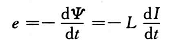 e = − dΨ/dt = − L dI/dt